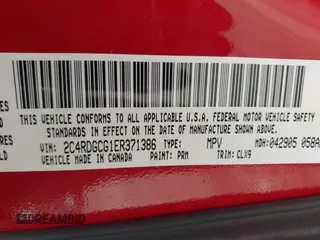 THIS VEHICLE CONFORMS TO ALL APPLICABLE U.S.A. FEDERAL MOTOR VEHICLE SAFETY
STANDARDS IN EFFECT ON THE DATE OF MANUFACTURE SHOWN ABOVE.
VIN: 2C4RDGCG1ER371386 TYPE: MPV MDH: 042905 058A
VEHICLE MADE IN CANADA PAINT: PRM TRIM: CLX9
DREAMBID